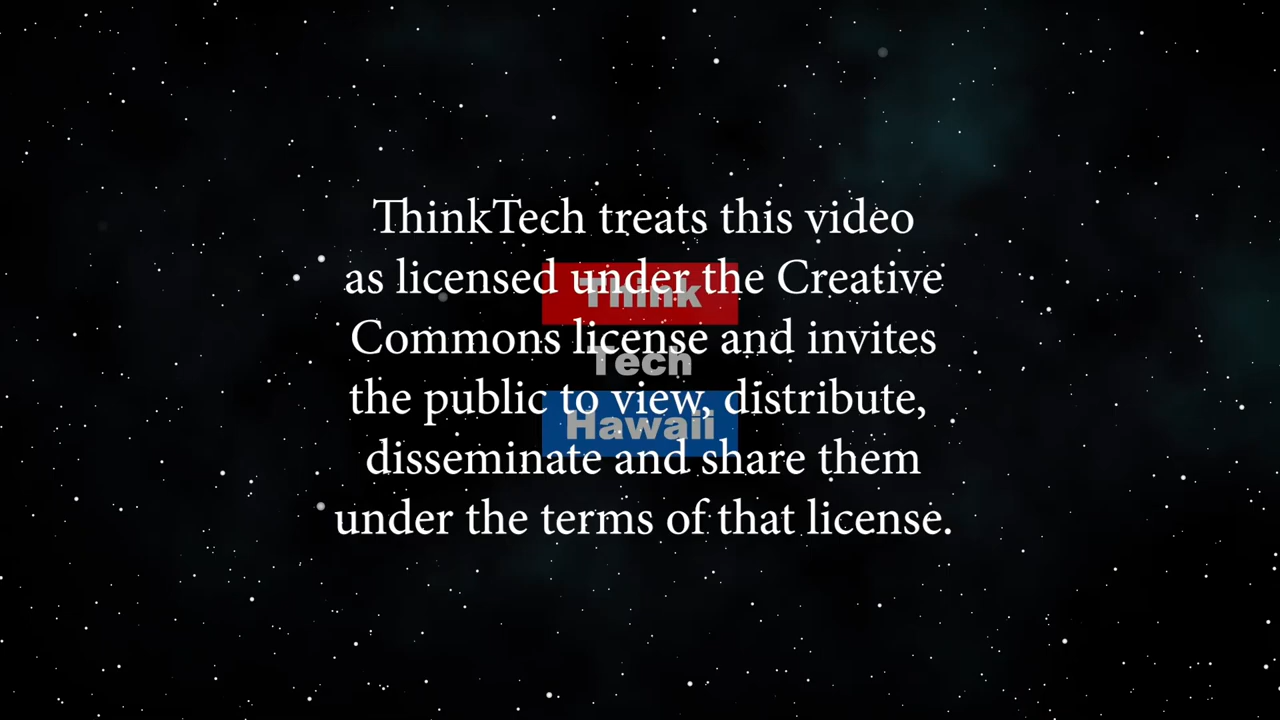 ThinkTech treats this video
as licensed under the Creative
Think
Commons license and invites
Tech
the public to view, distribute,
Hawaii
disseminate and share them
under the terms of that license.